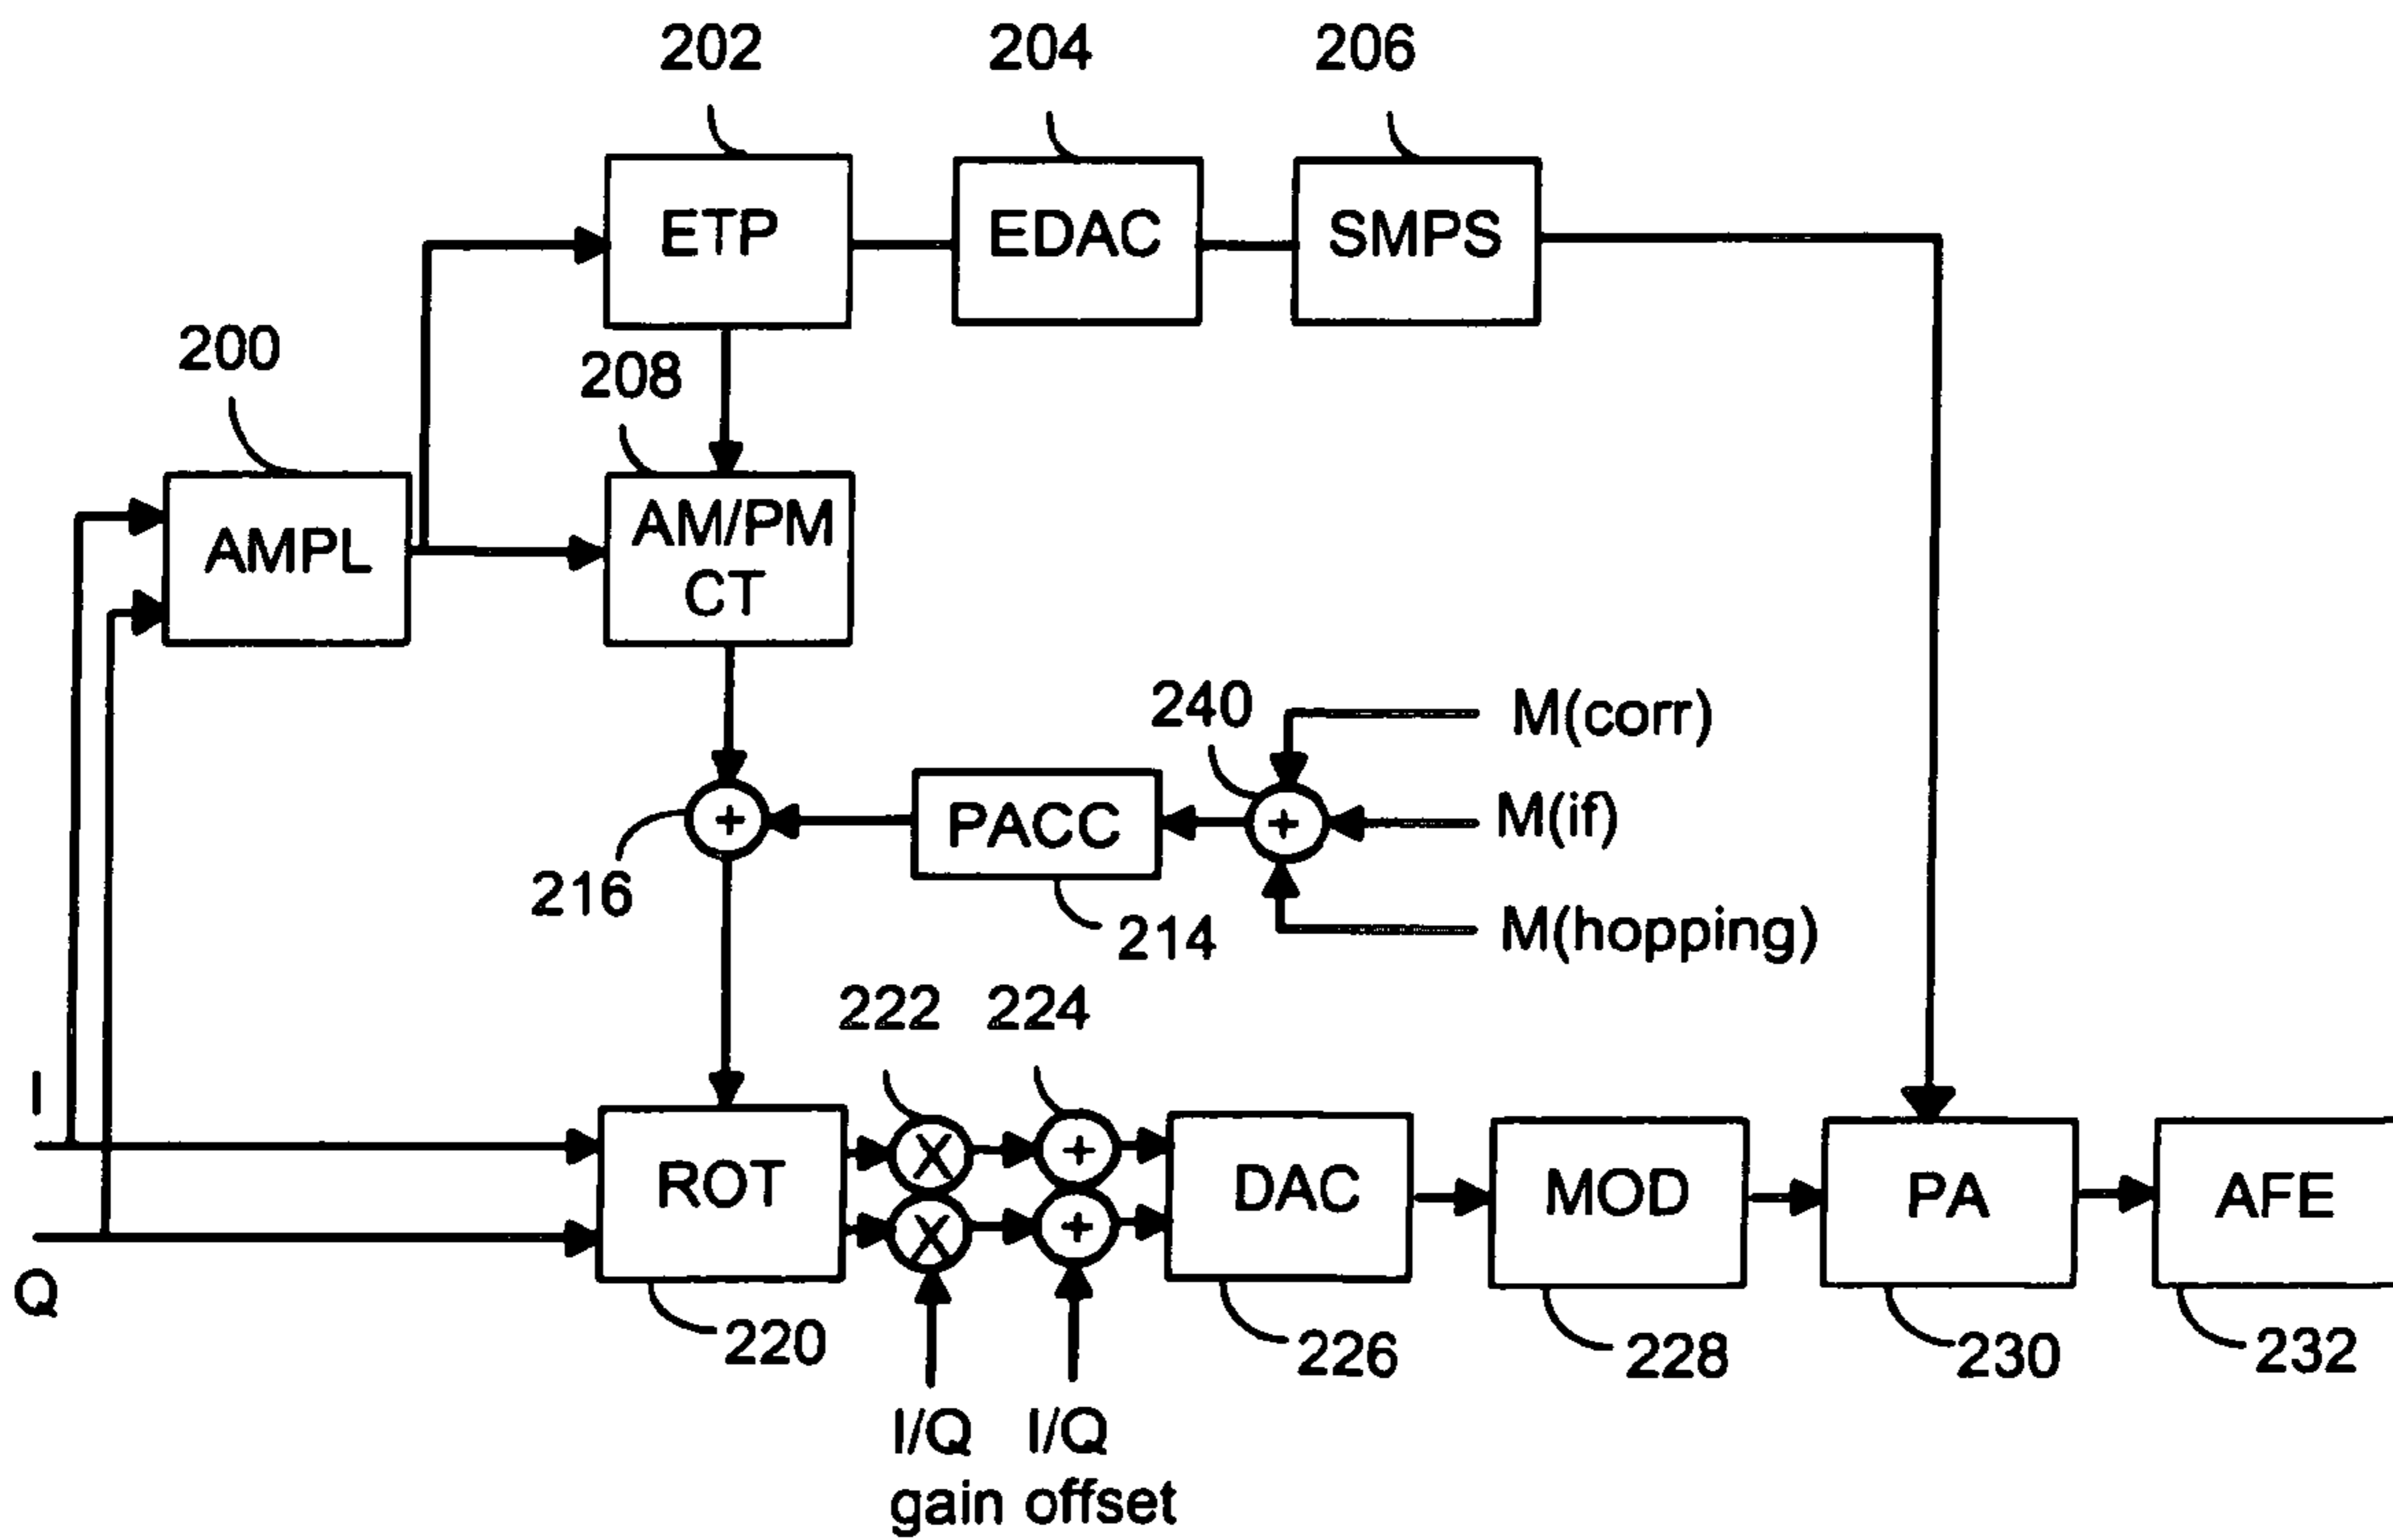 202
204
206
ETP
EDAC
SMPS
200
208
AMPL
AM/PM
CT
240
M(corr)
PACC
M(if)
216
214
M(hopping)
222
224
I
ROT
DAC
MOD
PA
AFE
Q
220
226
228
230
232
I/Q
I/Q
gain
offset